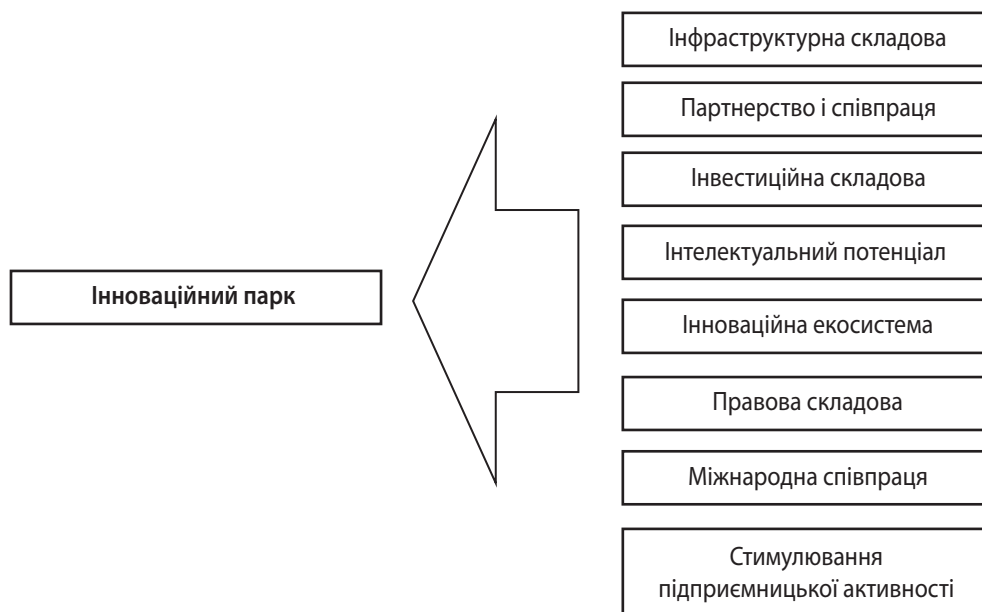 Інфраструктурна складова
Партнерство і співпраця
Інвестиційна складова
Інтелектуальний потенціал
Інноваційний парк
Інноваційна екосистема
Правова складова
Міжнародна співпраця
Стимулювання
підприємницької активності